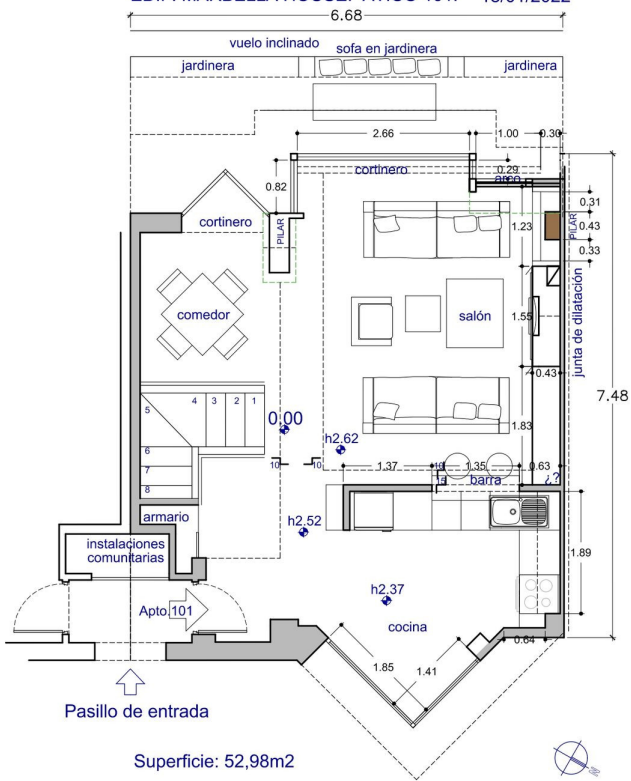 6.68
vuelo inclinado
sofa en jardinera
jardinera
jardinera
2.66
1.00
0.30
cortinero
0.29
arco
0.82
0.31
cortinero
PILAR
1.23
PILAR
0.43
0.33
comedor
salón
1.55
junta de dilatación
0.43
7.48
5
4
3
2
1
0,00
1.83
6
7
8
h2.62
10
10
1.37
10
1.35
0.63
15
barra
¿?
armario
h2.52
instalaciones
comunitarias
1.89
h2.37
Apto.101
cocina
0.64
1.85
1.41
Pasillo de entrada
Superficie: 52,98m2
N